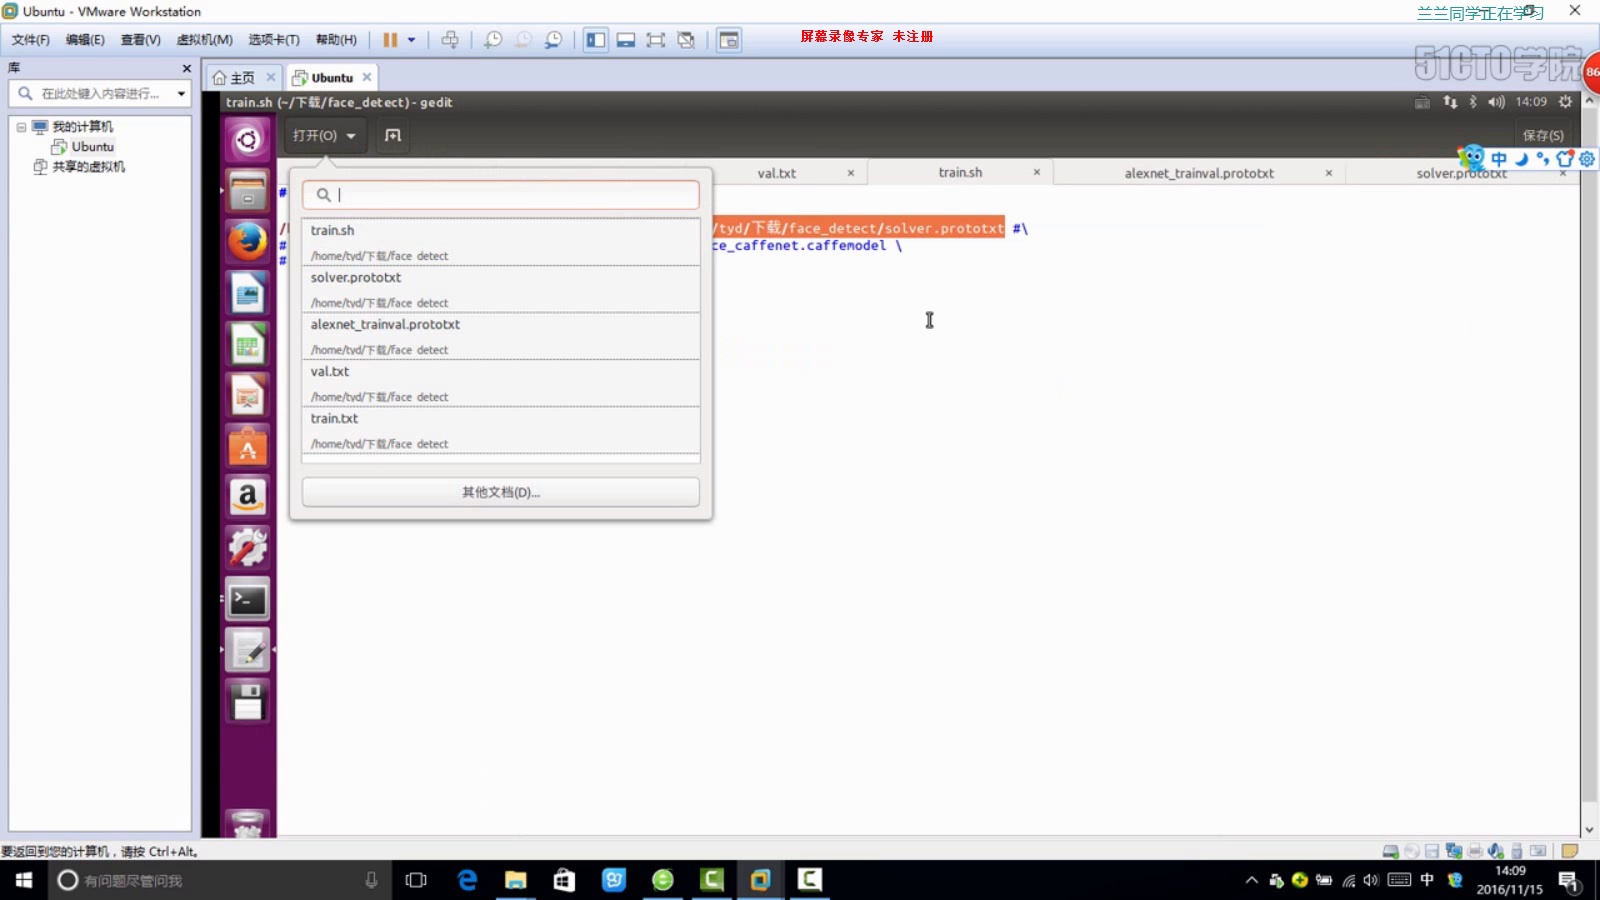 Ubuntu - VMware Workstation
兰兰同学正在学习
文件(F) 编辑(E) 查看(V) 虚拟机(M) 选项卡(T) 帮助(H)
屏幕录像专家 未注册
51CTO学院
86
库
主页
Ubuntu
在此处键入内容进行...
我的计算机
Ubuntu
共享的虚拟机
train.sh (~/下载/face_detect) - gedit
14:09
打开(O)
保存(S)
中
val.txt
train.sh
alexnet_trainval.prototxt
solver.prototxt
#
/tyd/下载/face_detect/solver.prototxt #\
# ce_caffenet.caffemodel \
#
train.sh
/home/tyd/下载/face_detect
solver.prototxt
/home/tyd/下载/face_detect
alexnet_trainval.prototxt
/home/tyd/下载/face_detect
val.txt
/home/tyd/下载/face_detect
train.txt
/home/tyd/下载/face_detect
其他文档(D)...
要返回到您的计算机，请按 Ctrl+Alt。
有问题尽管问我
中
14:09
2016/11/15
1